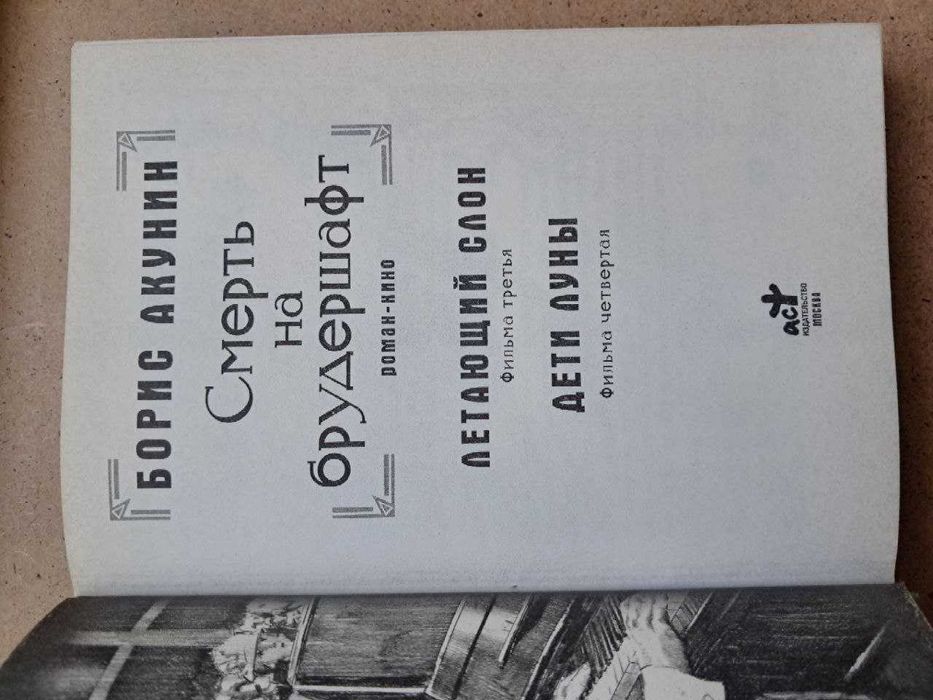 БОРИС АКУНИН
Смерть
на
брудершафт
роман-кино
ЛЕТАЮЩИЙ СЛОН
Фильма третья
ДЕТИ ЛУНЫ
Фильма четвертая
аст
ИЗДАТЕЛЬСТВО
МОСКВА